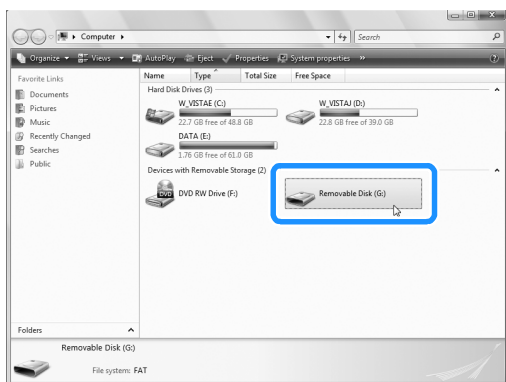 Computer
Search
Organize Views AutoPlay Eject Properties System properties »
Favorite Links
Documents
Pictures
Music
Recently Changed
Searches
Public
Folders
Name Type Total Size Free Space
Hard Disk Drives (3)
W_VISTAE (C:)
22.7 GB free of 48.8 GB
W_VISTAJ (D:)
22.8 GB free of 39.0 GB
DATA (E:)
1.76 GB free of 61.0 GB
Devices with Removable Storage (2)
DVD RW Drive (F:)
DVD
Removable Disk (G:)
Removable Disk (G:)
File system: FAT